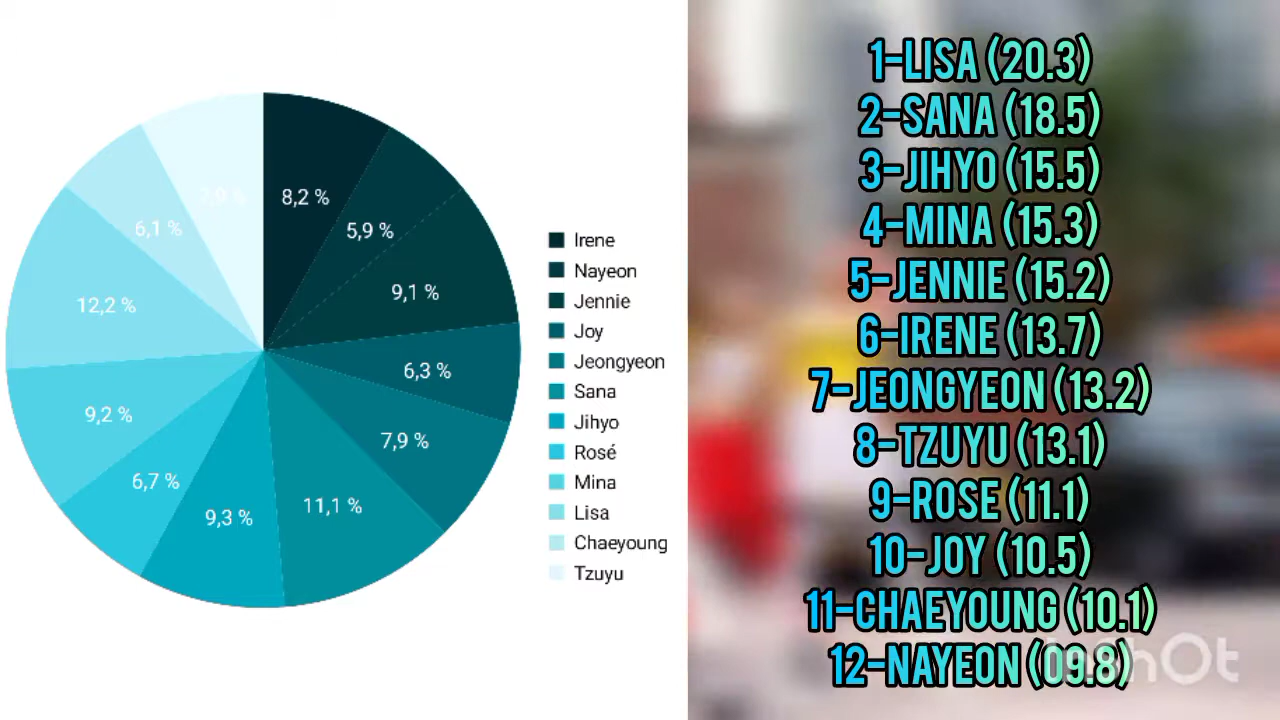 8,2 %
5,9 %
9,1 %
6,3 %
7,9 %
11,1 %
9,3 %
6,7 %
9,2 %
12,2 %
6,1 %
7,9 %
Irene
Nayeon
Jennie
Joy
Jeongyeon
Sana
Jihyo
Rosé
Mina
Lisa
Chaeyoung
Tzuyu
1-LISA (20.3)
2-SANA (18.5)
3-JIHYO (15.5)
4-MINA (15.3)
5-JENNIE (15.2)
6-IRENE (13.7)
7-JEONGYEON (13.2)
8-TZUYU (13.1)
9-ROSE (11.1)
10-JOY (10.5)
11-CHAEYOUNG (10.1)
12-NAYEON (09.8)
InShOt